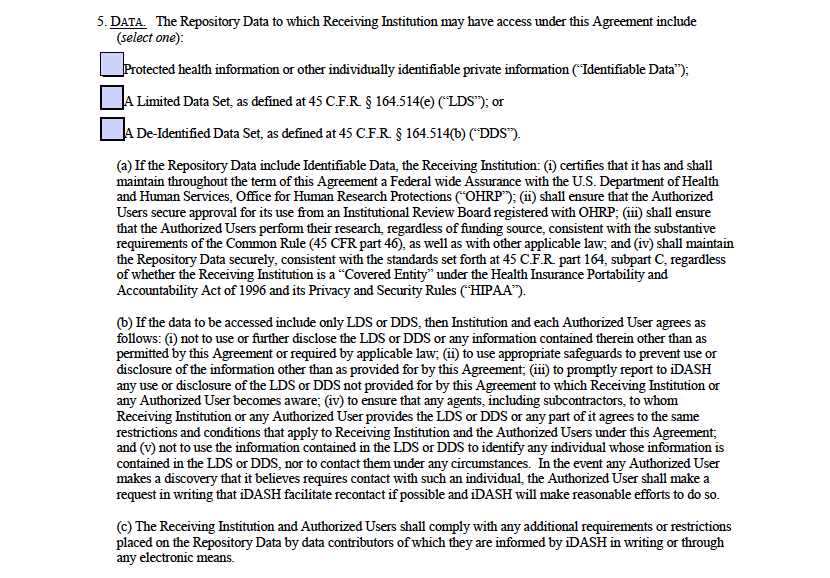 5. DATA. The Repository Data to which Receiving Institution may have access under this Agreement include
(select one):
Protected health information or other individually identifiable private information (“Identifiable Data”);
A Limited Data Set, as defined at 45 C.F.R. § 164.514(e) (“LDS”); or
A De-Identified Data Set, as defined at 45 C.F.R. § 164.514(b) (“DDS”).
(a) If the Repository Data include Identifiable Data, the Receiving Institution: (i) certifies that it has and shall
maintain throughout the term of this Agreement a Federal wide Assurance with the U.S. Department of Health
and Human Services, Office for Human Research Protections (“OHRP”); (ii) shall ensure that the Authorized
Users secure approval for its use from an Institutional Review Board registered with OHRP; (iii) shall ensure
that the Authorized Users perform their research, regardless of funding source, consistent with the substantive
requirements of the Common Rule (45 CFR part 46), as well as with other applicable law; and (iv) shall maintain
the Repository Data securely, consistent with the standards set forth at 45 C.F.R. part 164, subpart C, regardless
of whether the Receiving Institution is a “Covered Entity” under the Health Insurance Portability and
Accountability Act of 1996 and its Privacy and Security Rules (“HIPAA”).
(b) If the data to be accessed include only LDS or DDS, then Institution and each Authorized User agrees as
follows: (i) not to use or further disclose the LDS or DDS or any information contained therein other than as
permitted by this Agreement or required by applicable law; (ii) to use appropriate safeguards to prevent use or
disclosure of the information other than as provided for by this Agreement; (iii) to promptly report to iDASH
any use or disclosure of the LDS or DDS not provided for by this Agreement to which Receiving Institution or
any Authorized User becomes aware; (iv) to ensure that any agents, including subcontractors, to whom
Receiving Institution or any Authorized User provides the LDS or DDS or any part of it agrees to the same
restrictions and conditions that apply to Receiving Institution and the Authorized Users under this Agreement;
and (v) not to use the information contained in the LDS or DDS to identify any individual whose information is
contained in the LDS or DDS, nor to contact them under any circumstances. In the event any Authorized User
makes a discovery that it believes requires contact with such an individual, the Authorized User shall make a
request in writing that iDASH facilitate recontact if possible and iDASH will make reasonable efforts to do so.
(c) The Receiving Institution and Authorized Users shall comply with any additional requirements or restrictions
placed on the Repository Data by data contributors of which they are informed by iDASH in writing or through
any electronic means.